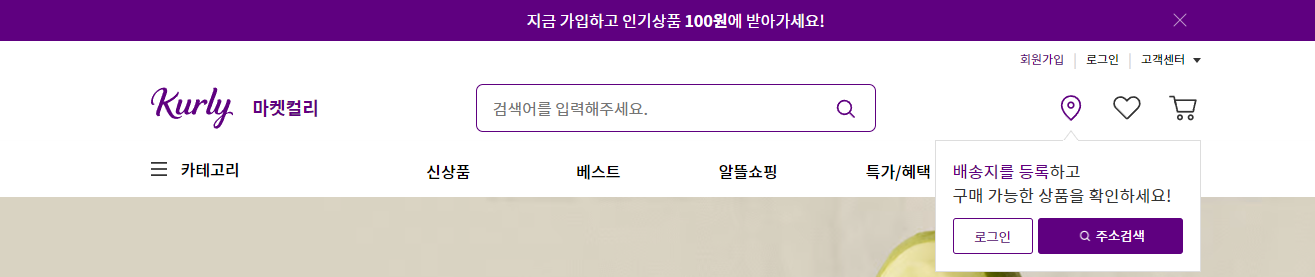 지금 가입하고 인기상품 100원에 받아가세요!
회원가입 로그인 고객센터
Kurly 마켓컬리
검색어를 입력해주세요.
카테고리 신상품 베스트 알뜰쇼핑 특가/혜택
배송지를 등록하고
구매 가능한 상품을 확인하세요!
로그인 주소검색